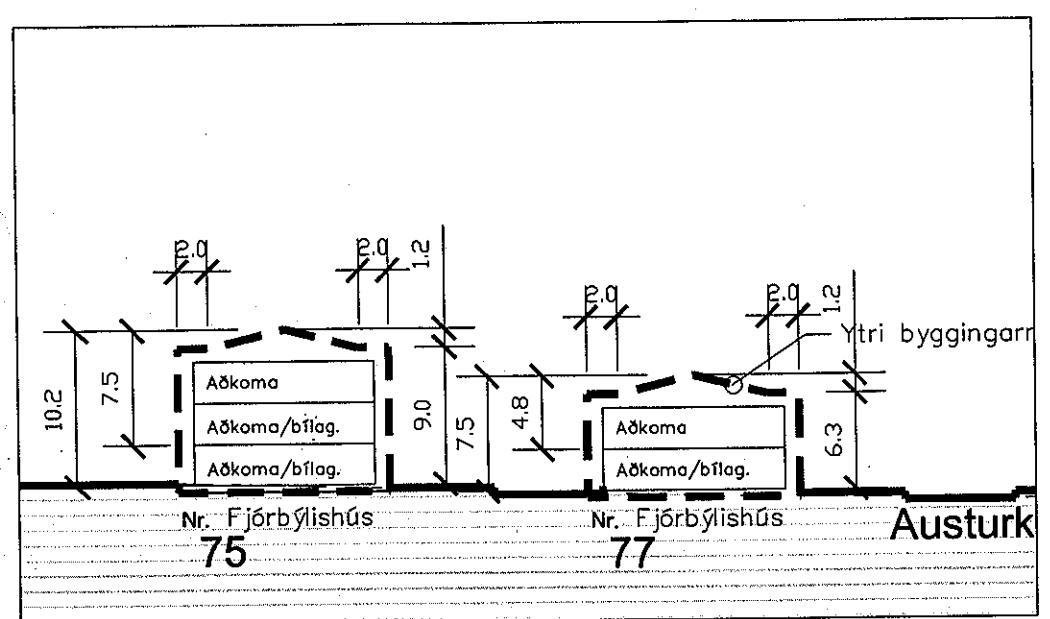 2.0 2.0 1.2
10.2 7.5 9.0
Aðkoma
Aðkoma/bílag.
Aðkoma/bílag.
Nr. Fjórbýlishús
75
2.0 2.0 1.2
Ytri byggingarr
7.5 4.8 6.3
Aðkoma
Aðkoma/bílag.
Nr. Fjórbýlishús
77
Austurk